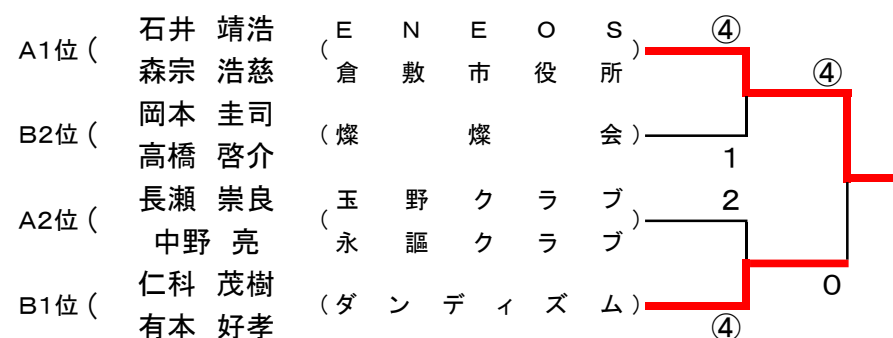 石井 靖浩 ( E N E O S ④
A1位 (
森宗 浩慈 倉 敷 市 役 所 ) ④
岡本 圭司
B2位 ( ( 燦 燦 会 )
高橋 啓介 1
長瀬 崇良 ( 玉 野 ク ラ ブ 2
A2位 (
中野 亮 永 謳 ク ラ ブ )
仁科 茂樹 0
B1位 ( ( ダ ン デ ィ ズ ム )
有本 好孝 ④